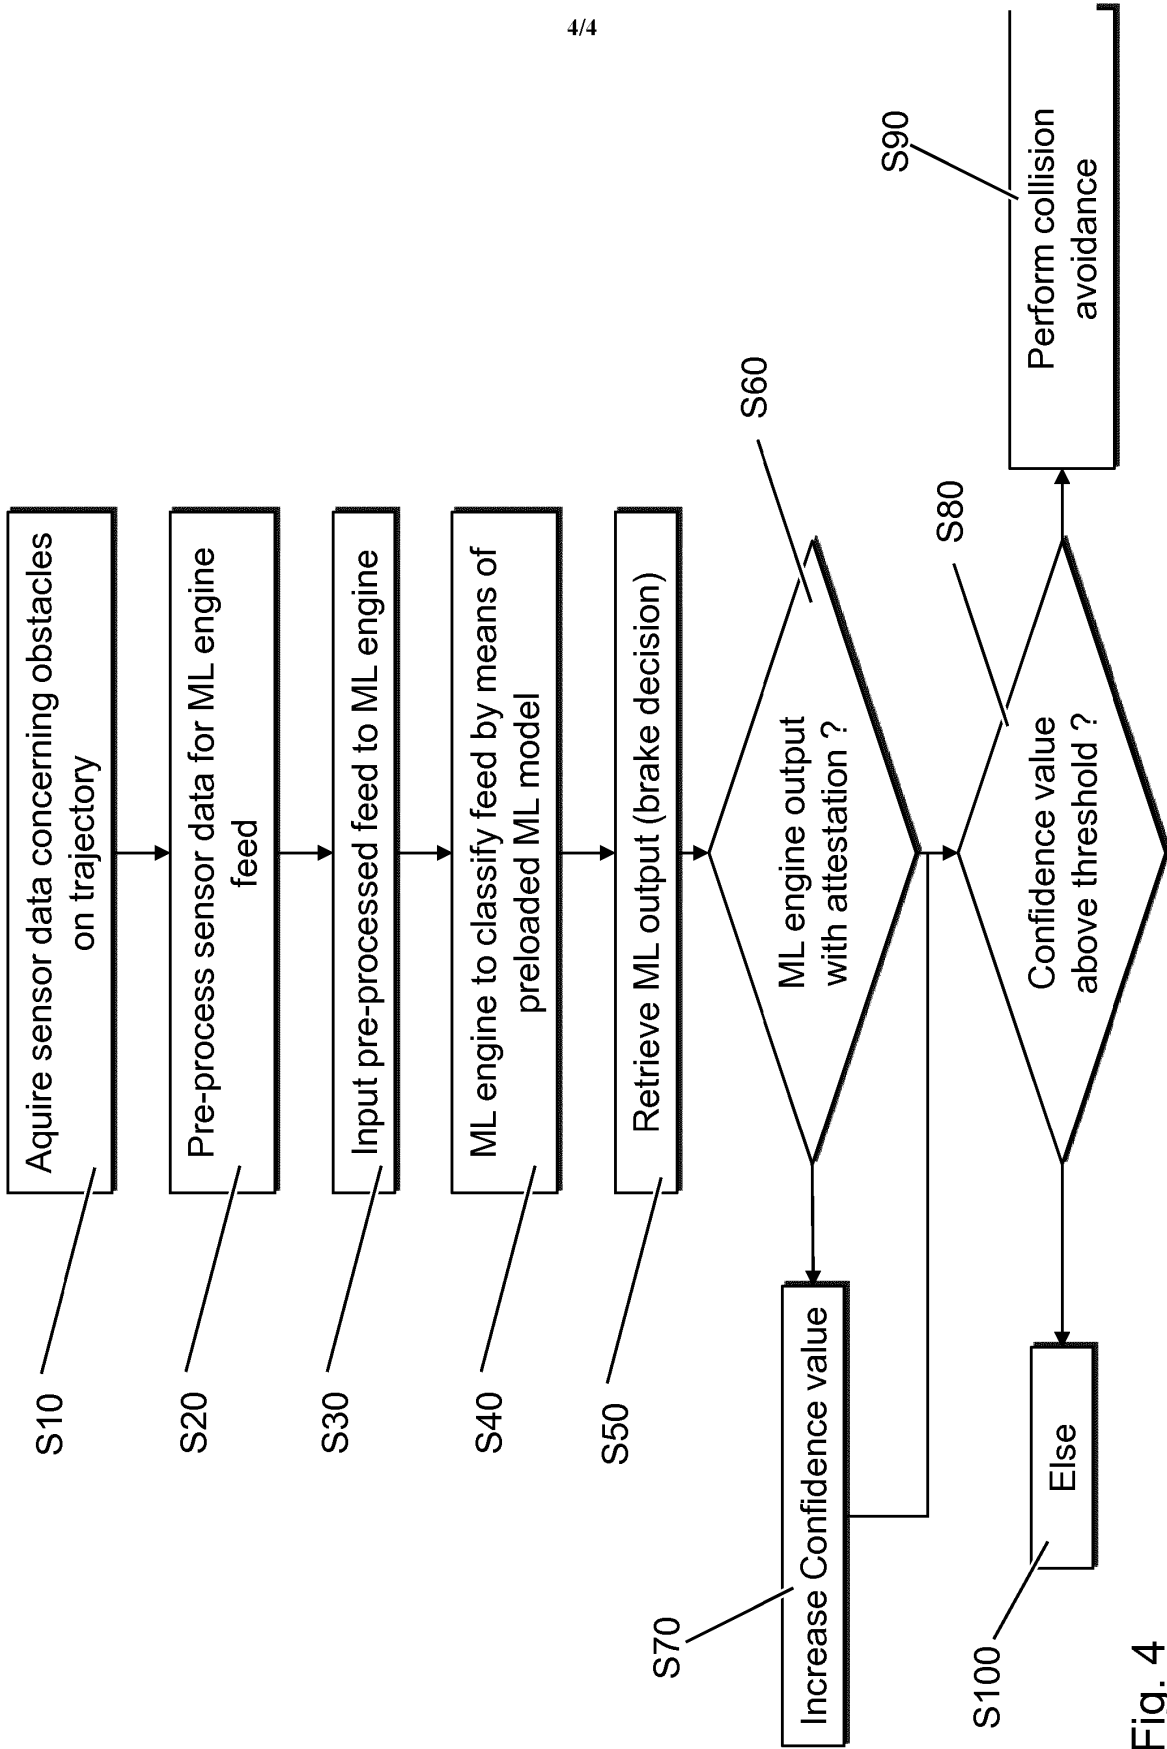 4/4
S10
Aquire sensor data concerning obstacles
on trajectory
S20
Pre-process sensor data for ML engine
feed
S30
Input pre-processed feed to ML engine
S40
ML engine to classify feed by means of
preloaded ML model
S50
Retrieve ML output (brake decision)
S60
ML engine output
with attestation ?
S70
Increase Confidence value
S80
Confidence value
above threshold ?
S90
Perform collision
avoidance
S100
Else
Fig. 4